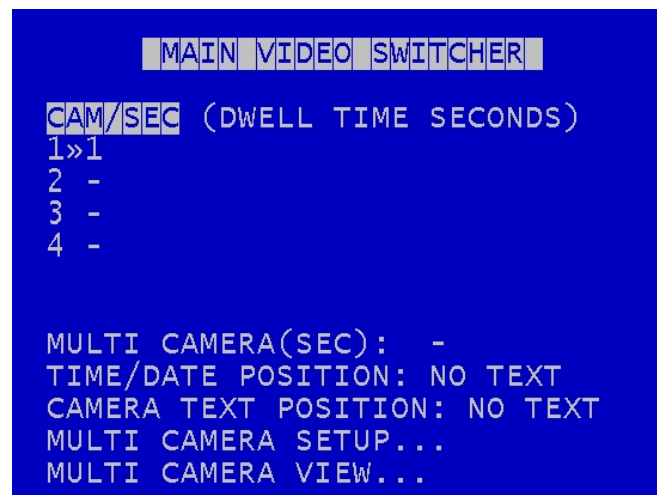 MAIN VIDEO SWITCHER
CAM/SEC (DWELL TIME SECONDS)
1»1
2 -
3 -
4 -
MULTI CAMERA(SEC): -
TIME/DATE POSITION: NO TEXT
CAMERA TEXT POSITION: NO TEXT
MULTI CAMERA SETUP...
MULTI CAMERA VIEW...